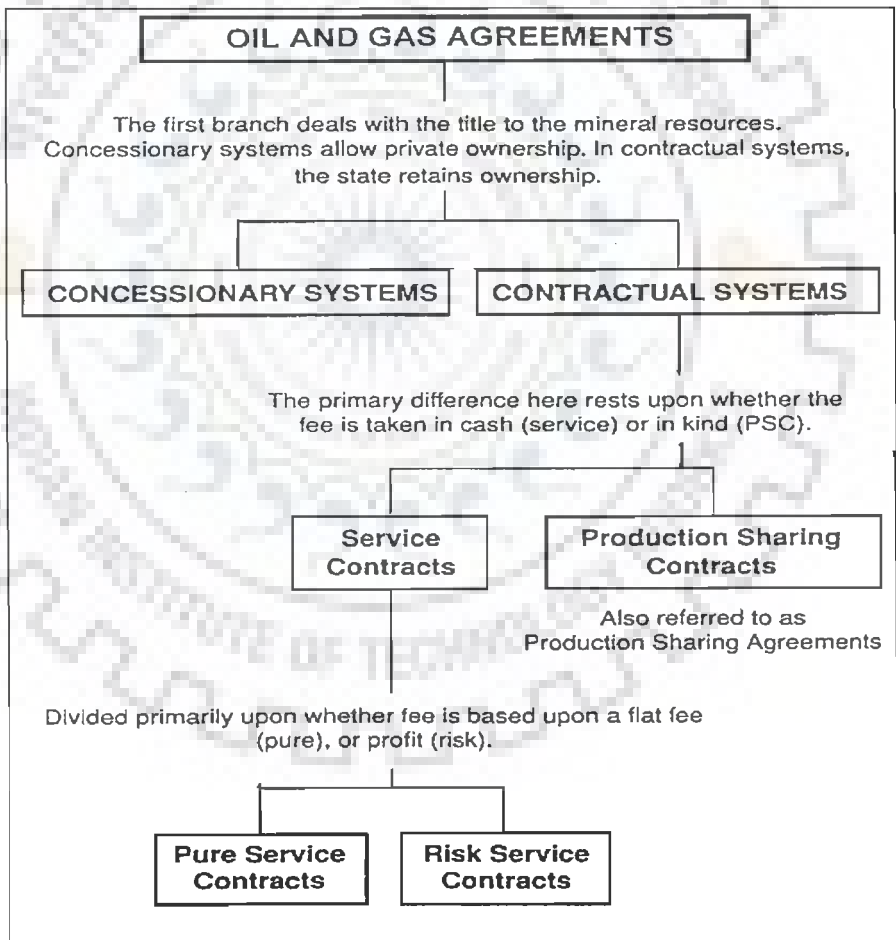 OIL AND GAS AGREEMENTS
The first branch deals with the title to the mineral resources.
Concessionary systems allow private ownership. In contractual systems,
the state retains ownership.
CONCESSIONARY SYSTEMS
CONTRACTUAL SYSTEMS
The primary difference here rests upon whether the
fee is taken in cash (service) or in kind (PSC).
Service
Contracts
Production Sharing
Contracts
Also referred to as
Production Sharing Agreements
Divided primarily upon whether fee is based upon a flat fee
(pure), or profit (risk).
Pure Service
Contracts
Risk Service
Contracts
INSTITUTE OF TECHNOLOGY